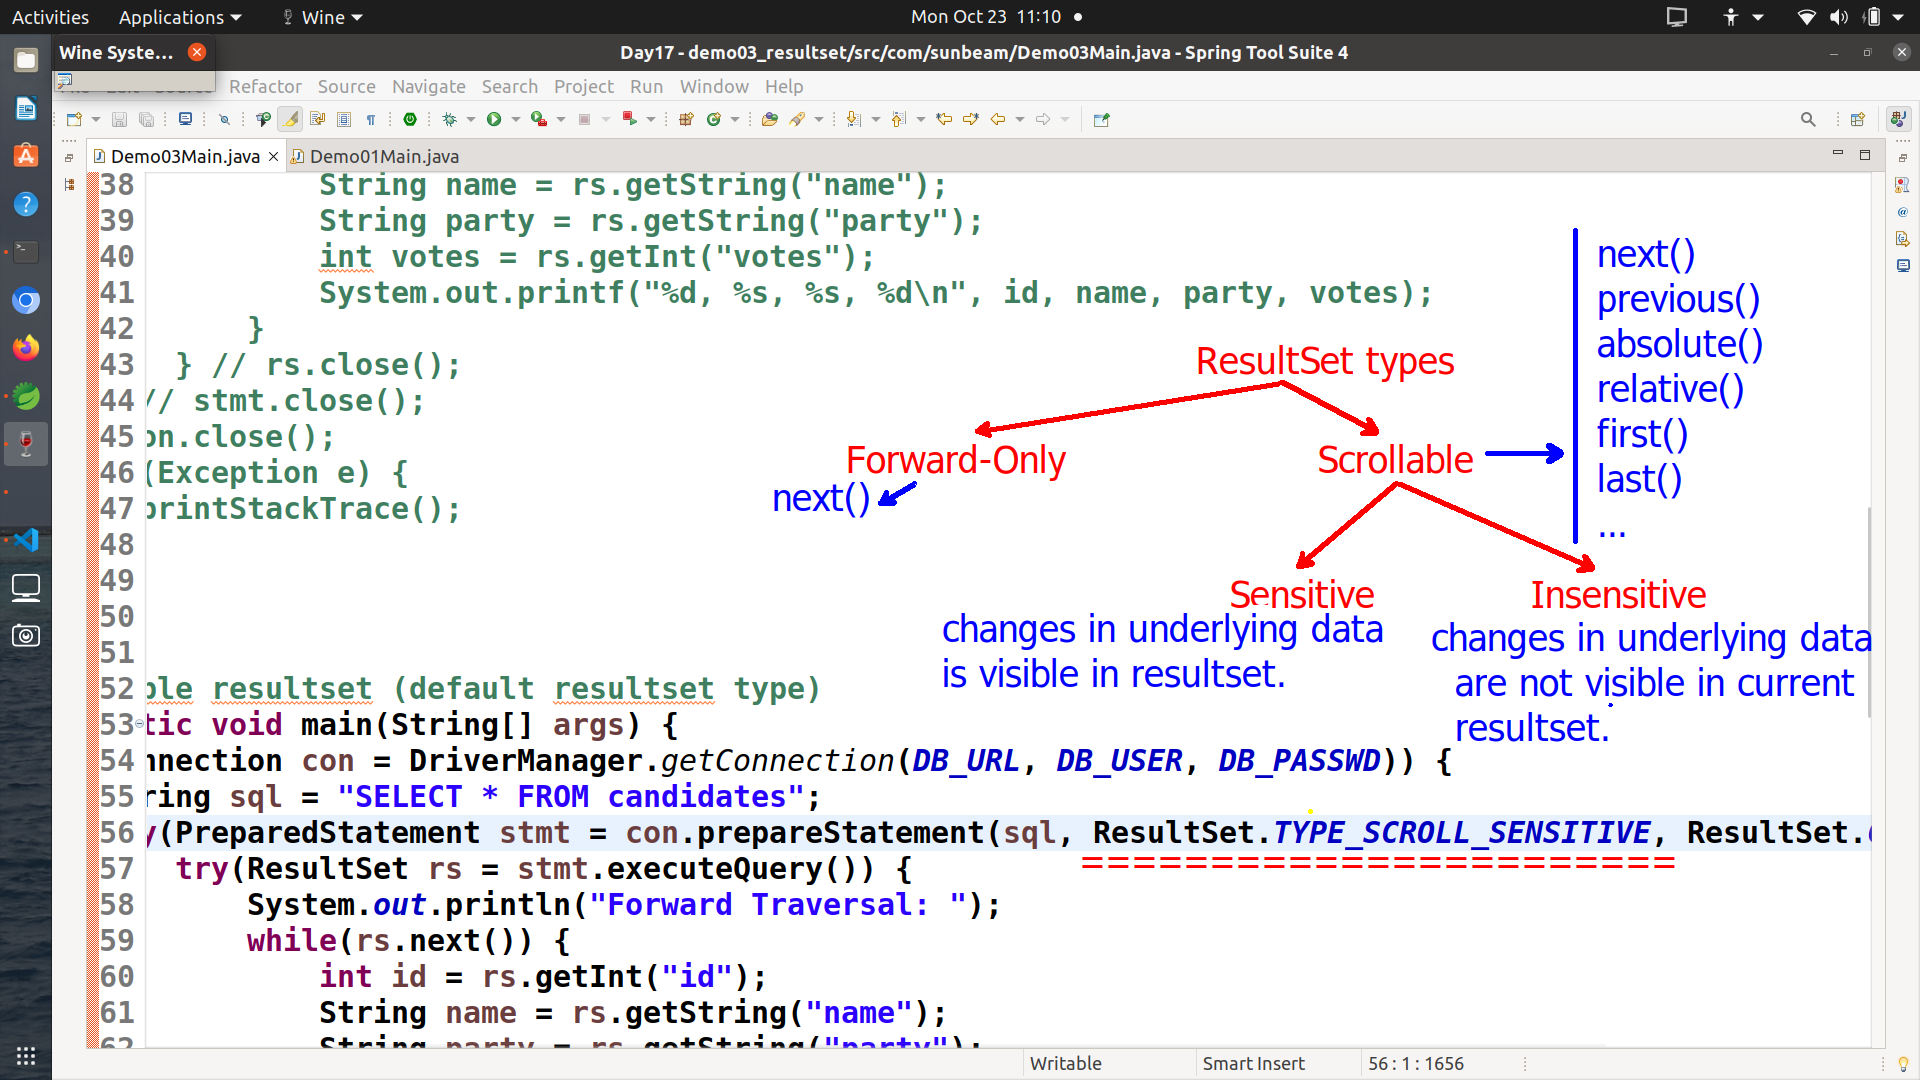 Activities
Applications
Wine
Mon Oct 23 11:10
Wine Syste...
Day17 - demo03_resultset/src/com/sunbeam/Demo03Main.java - Spring Tool Suite 4
Refactor Source Navigate Search Project Run Window Help
Demo03Main.java
Demo01Main.java
38 String name = rs.getString("name");
39 String party = rs.getString("party");
40 int votes = rs.getInt("votes");
41 System.out.printf("%d, %s, %s, %d\n", id, name, party, votes);
42 }
43 } // rs.close();
44 // stmt.close();
45 on.close();
46 (Exception e) {
47 printStackTrace();
48
49
50
51
52 ble resultset (default resultset type)
53 tic void main(String[] args) {
54 nnection con = DriverManager.getConnection(DB_URL, DB_USER, DB_PASSWD)) {
55 ring sql = "SELECT * FROM candidates";
56 y(PreparedStatement stmt = con.prepareStatement(sql, ResultSet.TYPE_SCROLL_SENSITIVE, ResultSet.
57 try(ResultSet rs = stmt.executeQuery()) {
=======================
58 System.out.println("Forward Traversal: ");
59 while(rs.next()) {
60 int id = rs.getInt("id");
61 String name = rs.getString("name");
62 String party = rs.getString("party");
ResultSet types
Forward-Only
next()
Scrollable
next()
previous()
absolute()
relative()
first()
last()
...
Sensitive
changes in underlying data
is visible in resultset.
Insensitive
changes in underlying data
are not visible in current
resultset.
Writable
Smart Insert
56 : 1 : 1656